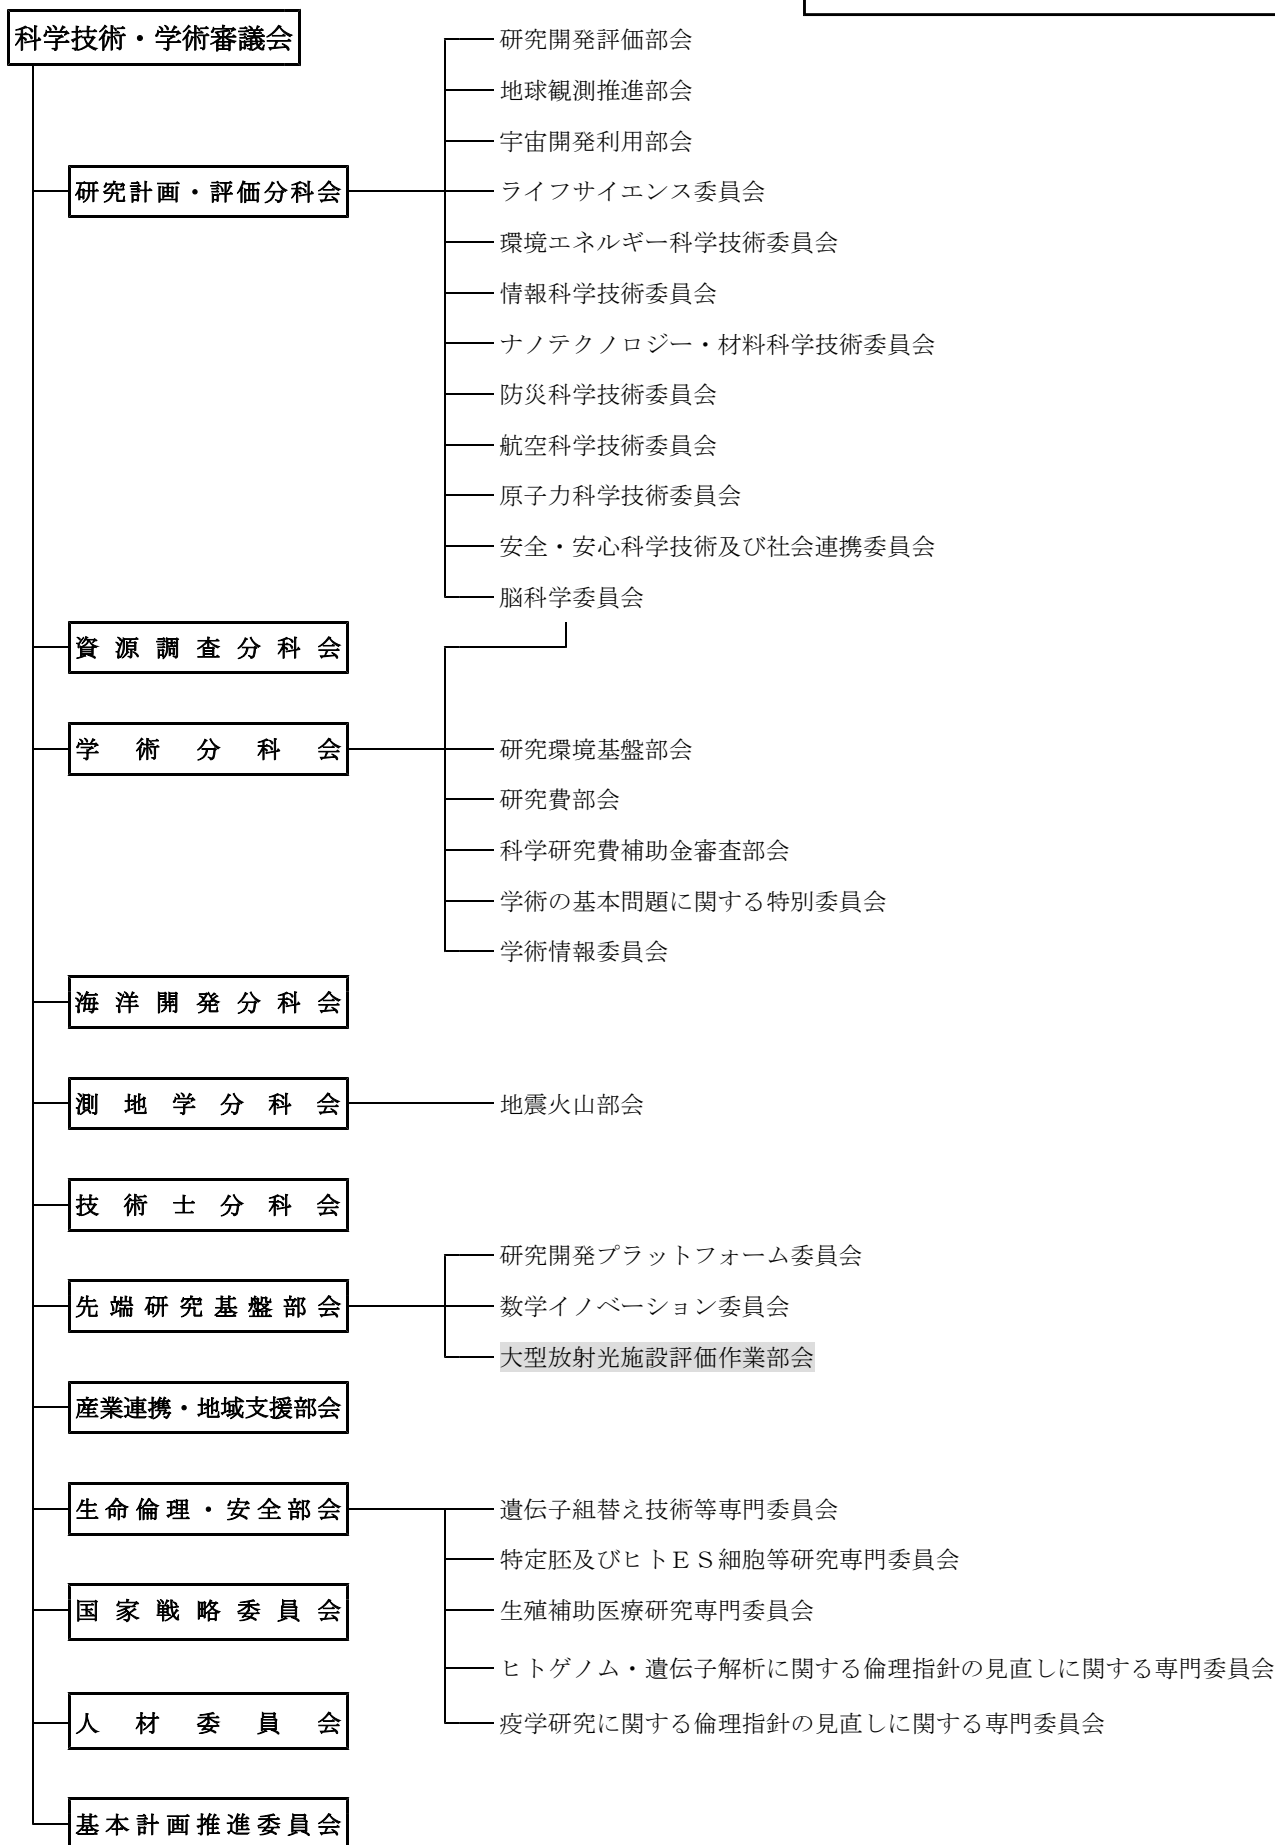 科学技術・学術審議会
研究開発評価部会
地球観測推進部会
宇宙開発利用部会
研究計画・評価分科会
ライフサイエンス委員会
環境エネルギー科学技術委員会
情報科学技術委員会
ナノテクノロジー・材料科学技術委員会
防災科学技術委員会
航空科学技術委員会
原子力科学技術委員会
安全・安心科学技術及び社会連携委員会
脳科学委員会
資源調査分科会
学術分科会
研究環境基盤部会
研究費部会
科学研究費補助金審査部会
学術の基本問題に関する特別委員会
学術情報委員会
海洋開発分科会
測地学分科会
地震火山部会
技術士分科会
研究開発プラットフォーム委員会
先端研究基盤部会
数学イノベーション委員会
大型放射光施設評価作業部会
産業連携・地域支援部会
生命倫理・安全部会
遺伝子組替え技術等専門委員会
特定胚及びヒトＥＳ細胞等研究専門委員会
国家戦略委員会
生殖補助医療研究専門委員会
ヒトゲノム・遺伝子解析に関する倫理指針の見直しに関する専門委員会
人材委員会
疫学研究に関する倫理指針の見直しに関する専門委員会
基本計画推進委員会